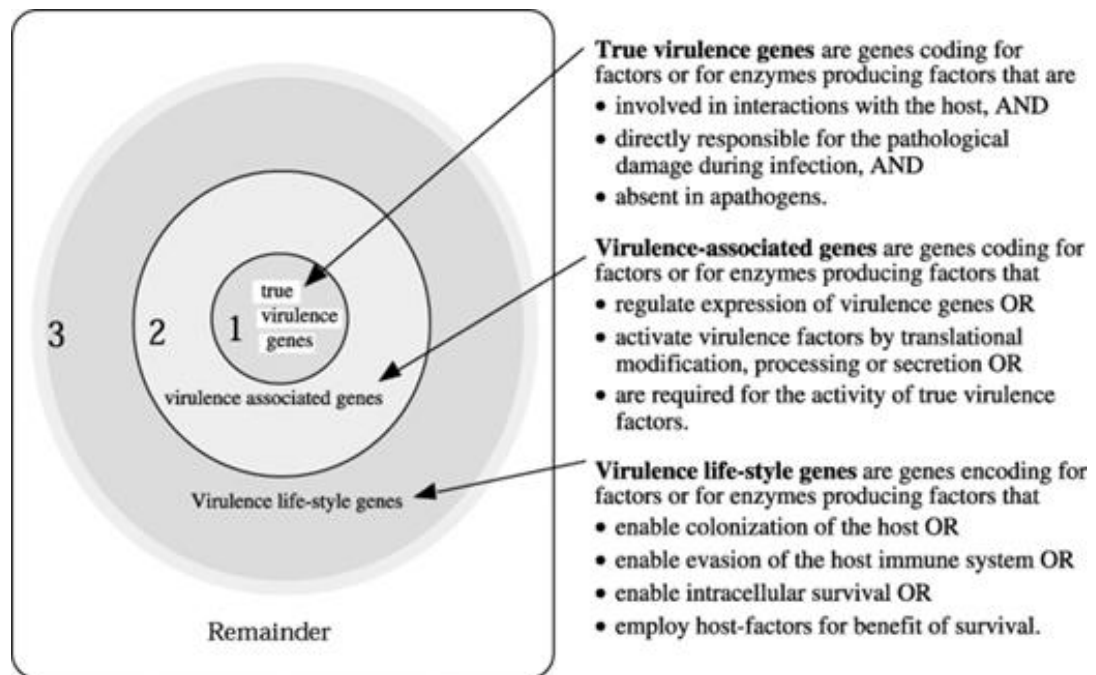 True virulence genes are genes coding for
factors or for enzymes producing factors that are
• involved in interactions with the host, AND
• directly responsible for the pathological
damage during infection, AND
• absent in apathogens.
Virulence-associated genes are genes coding for
factors or for enzymes producing factors that
• regulate expression of virulence genes OR
• activate virulence factors by translational
modification, processing or secretion OR
• are required for the activity of true virulence
factors.
Virulence life-style genes are genes encoding for
factors or for enzymes producing factors that
• enable colonization of the host OR
• enable evasion of the host immune system OR
• enable intracellular survival OR
• employ host-factors for benefit of survival.
3
2
1
true
virulence
genes
virulence associated genes
Virulence life-style genes
Remainder